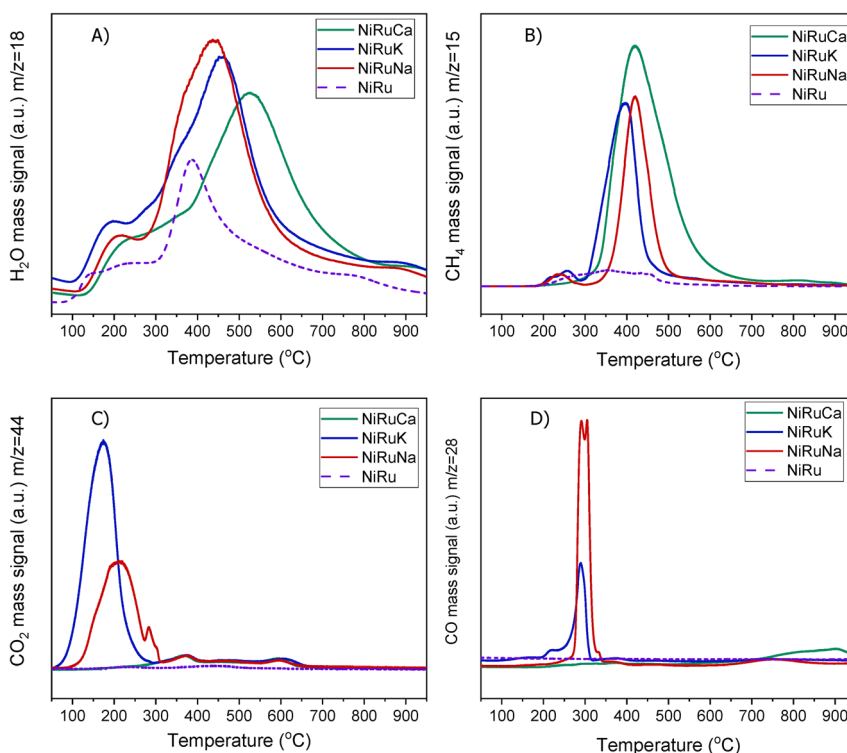 A)
NiRuCa
NiRuK
NiRuNa
NiRu
H₂O mass signal (a.u.) m/z=18
100 200 300 400 500 600 700 800 900
Temperature (°C)
B)
NiRuCa
NiRuK
NiRuNa
NiRu
CH₄ mass signal (a.u.) m/z=15
100 200 300 400 500 600 700 800 900
Temperature (°C)
C)
NiRuCa
NiRuK
NiRuNa
NiRu
CO₂ mass signal (a.u.) m/z=44
100 200 300 400 500 600 700 800 900
Temperature (°C)
D)
NiRuCa
NiRuK
NiRuNa
NiRu
CO mass signal (a.u.) m/z=28
100 200 300 400 500 600 700 800 900
Temperature (°C)